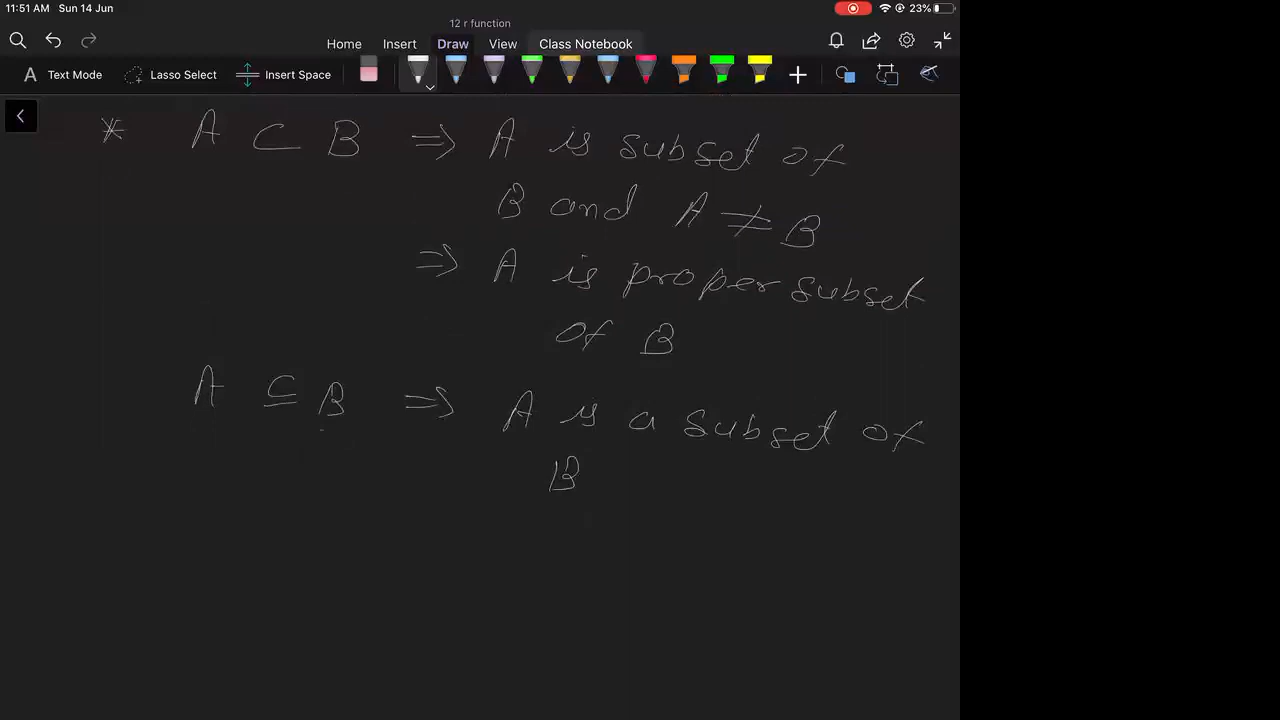 11:51 AM Sun 14 Jun 23%
12 r function
Home Insert Draw View Class Notebook
A Text Mode Lasso Select Insert Space
* A ⊂ B ⇒ A is subset of
B and A ≠ B
⇒ A is proper subset
of B
A ⊆ B ⇒ A is a subset of
B